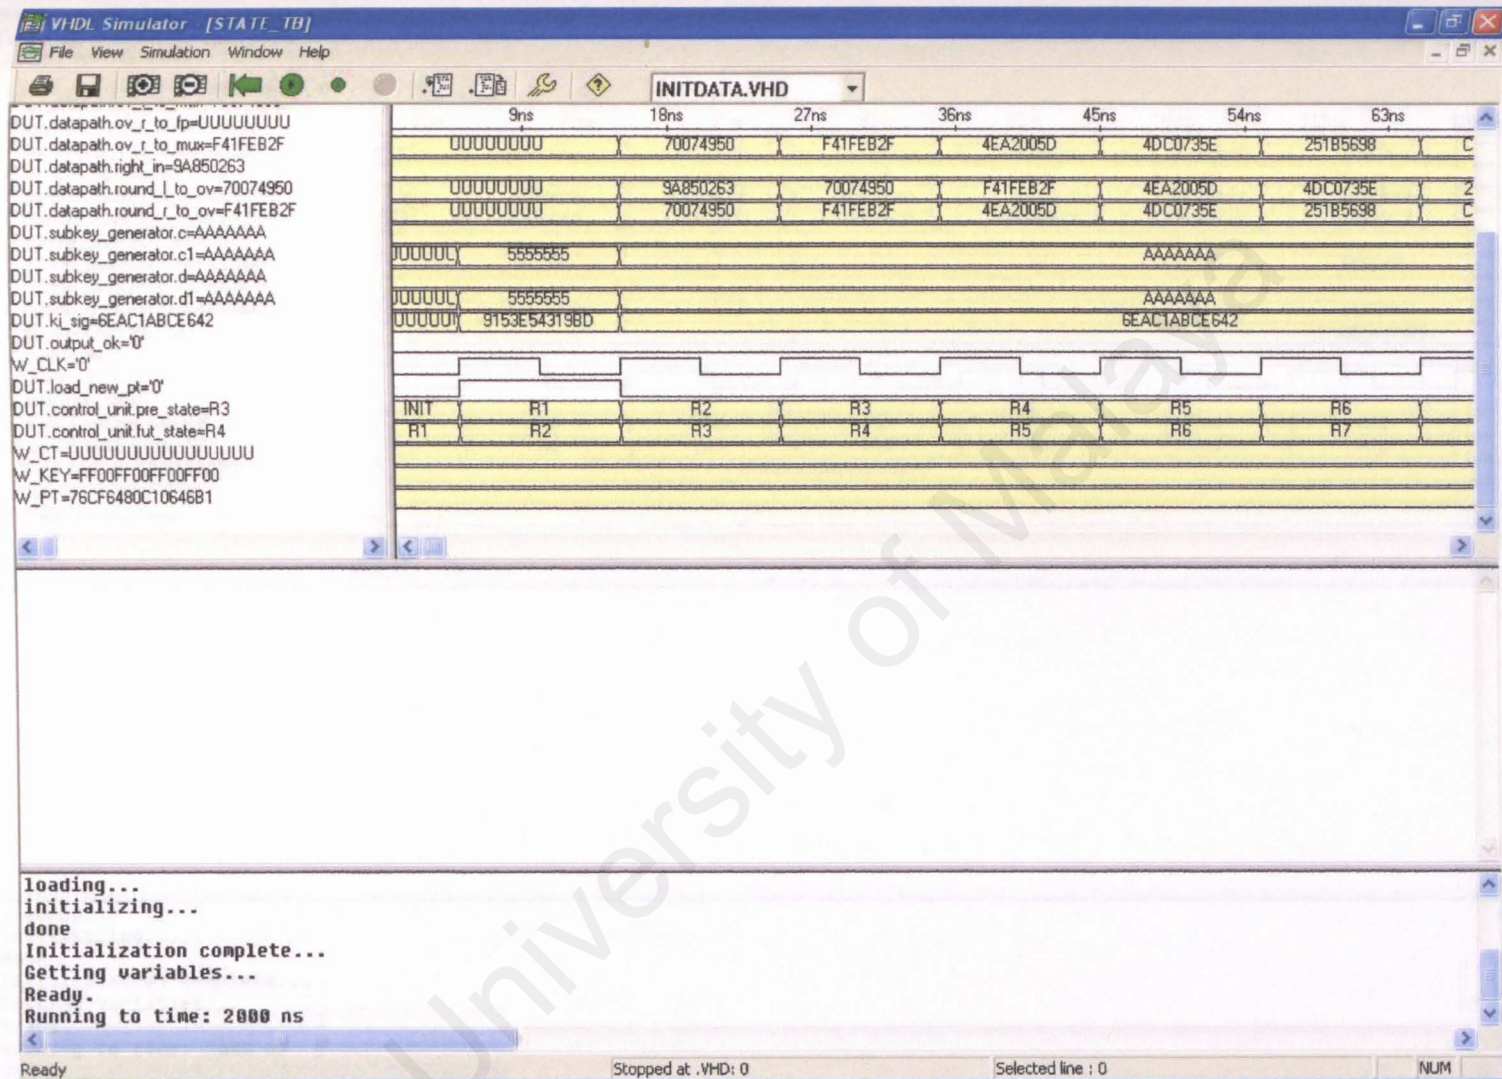 VHDL Simulator - [STATE_TB]
File View Simulation Window Help
INITDATA.VHD
9ns 18ns 27ns 36ns 45ns 54ns 63ns
DUT.datapath.ov_r_to_fp=UUUUUUUU
DUT.datapath.ov_r_to_mux=F41FEB2F UUUUUUUU 70074950 F41FEB2F 4EA2005D 4DC0735E 251B5698 C
DUT.datapath.right_in=9A850263
DUT.datapath.round_l_to_ov=70074950 UUUUUUUU 9A850263 70074950 F41FEB2F 4EA2005D 4DC0735E 2
DUT.datapath.round_r_to_ov=F41FEB2F UUUUUUUU 70074950 F41FEB2F 4EA2005D 4DC0735E 251B5698 C
DUT.subkey_generator.c=AAAAAAA
DUT.subkey_generator.c1=AAAAAAA UUUUU 5555555 AAAAAAA
DUT.subkey_generator.d=AAAAAAA
DUT.subkey_generator.d1=AAAAAAA UUUUU 5555555 AAAAAAA
DUT.ki_sig=6EAC1ABCE642 UUUUU 9153E54319BD 6EAC1ABCE642
DUT.output_ok='0'
W_CLK='0'
DUT.load_new_pt='0'
DUT.control_unit.pre_state=R3 INIT R1 R2 R3 R4 R5 R6
DUT.control_unit.fut_state=R4 R1 R2 R3 R4 R5 R6 R7
W_CT=UUUUUUUUUUUUUUUU
W_KEY=FF00FF00FF00FF00
W_PT=76CF6480C10646B1
loading...
initializing...
done
Initialization complete...
Getting variables...
Ready.
Running to time: 2000 ns
Ready Stopped at .VHD: 0 Selected line : 0 NUM
University of Malaya